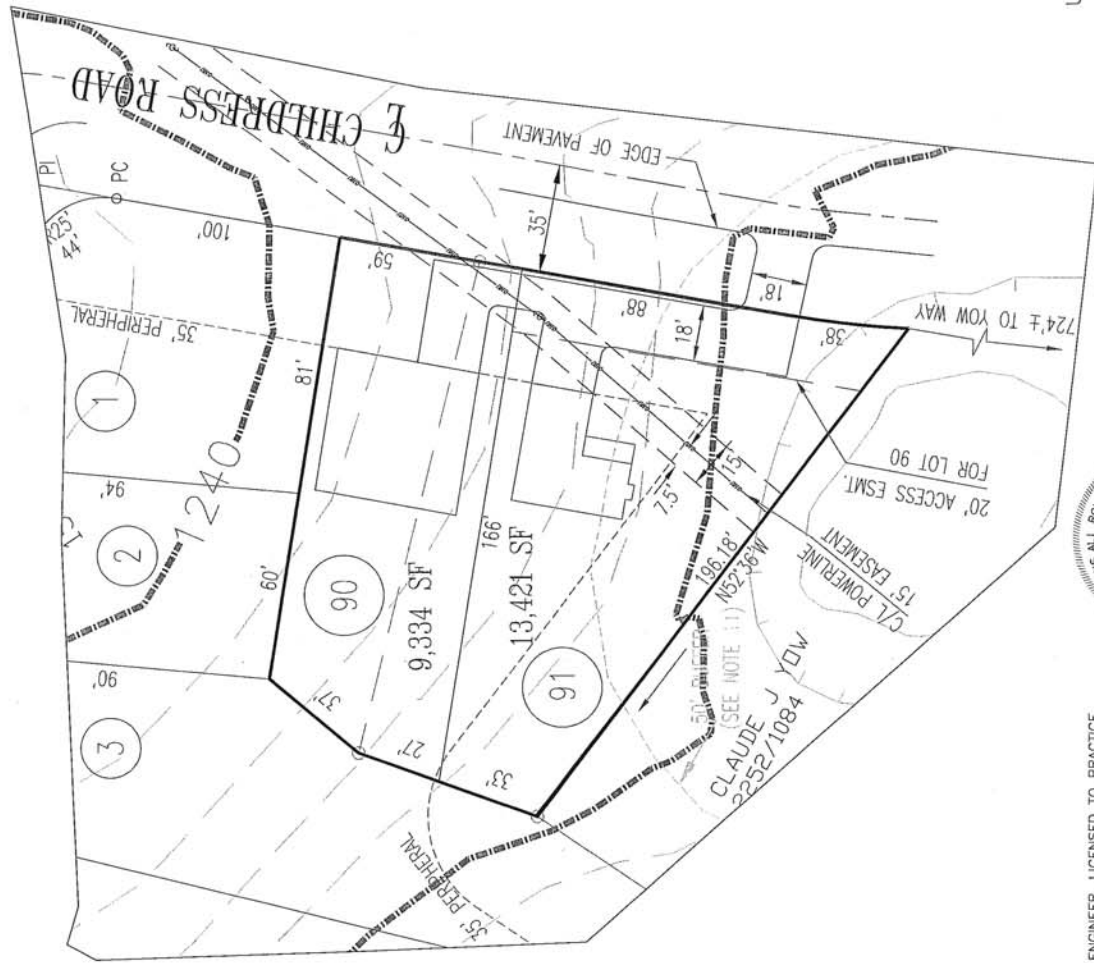 ℄ CHILDRESS ROAD
EDGE OF PAVEMENT
PI
PC
44'
100'
59'
35'
88'
18'
18'
38'
724'± TO YOW WAY
35' PERIPHERAL
1
81'
94'
1240
2
60'
90
9,334 SF
166'
13,421 SF
91
7.5'
15'
20' ACCESS ESMT.
FOR LOT 90
C/L POWERLINE
15' EASEMENT
196.18'
N52°36'W
90'
3
37'
27'
33'
50' BUFFER
(SEE NOTE 11)
CLAUDE J YOW
2252/1084
35' PERIPHERAL
ENGINEER LICENSED TO PRACTICE